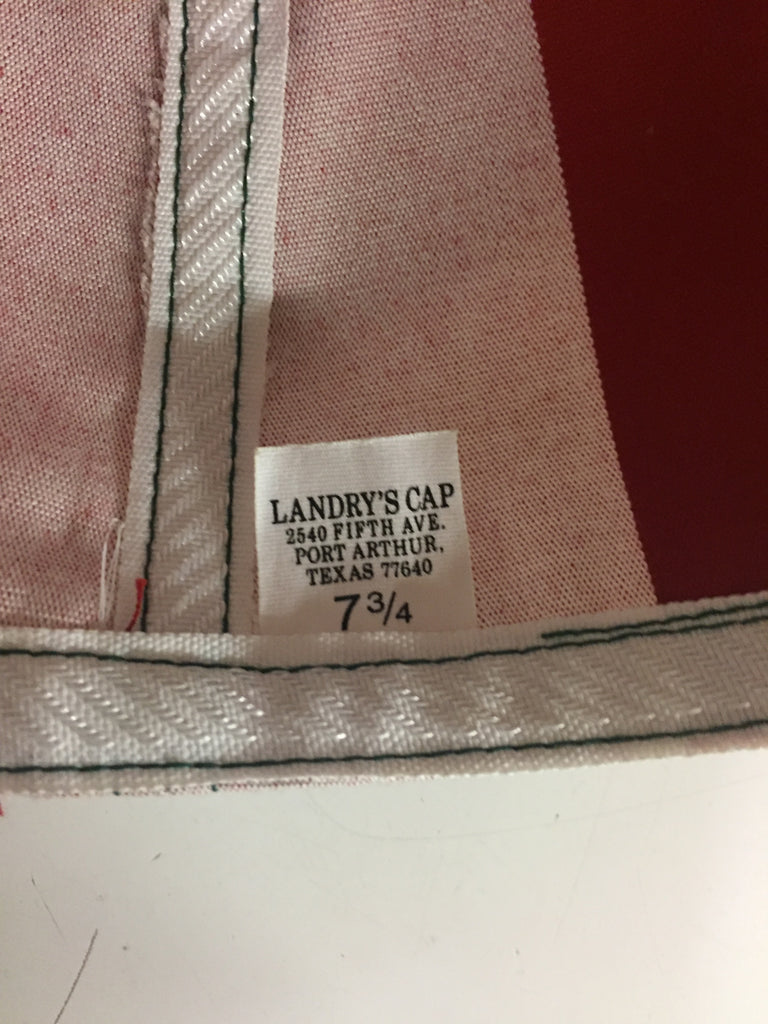 LANDRY'S CAP
2540 FIFTH AVE.
PORT ARTHUR,
TEXAS 77640
7 3/4